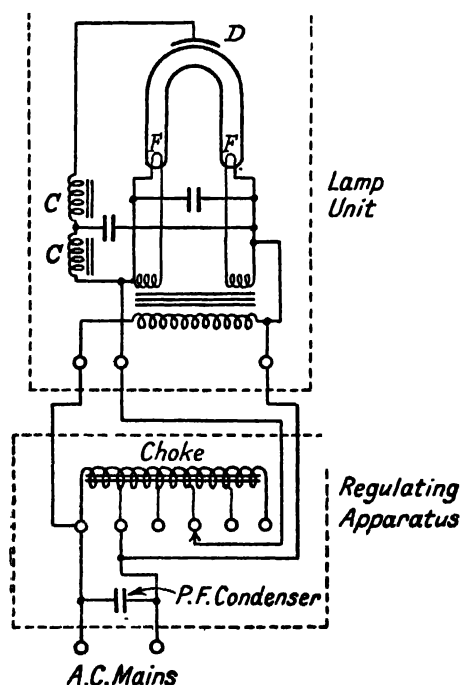 D
F F
C
C
Lamp
Unit
Choke
Regulating
Apparatus
P.F. Condenser
A.C. Mains